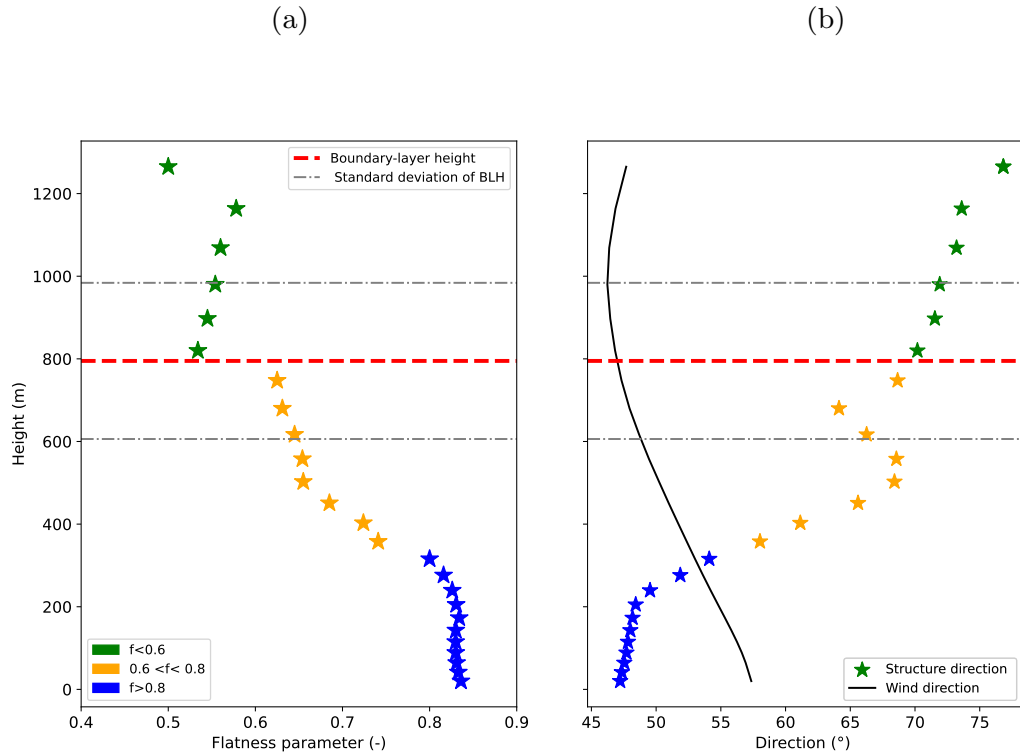 (a)
(b)
Boundary-layer height
Standard deviation of BLH
1200
1000
800
600
400
200
0
Height (m)
f<0.6
0.6 <f< 0.8
f>0.8
0.4 0.5 0.6 0.7 0.8 0.9
Flatness parameter (-)
Structure direction
Wind direction
45 50 55 60 65 70 75
Direction (°)